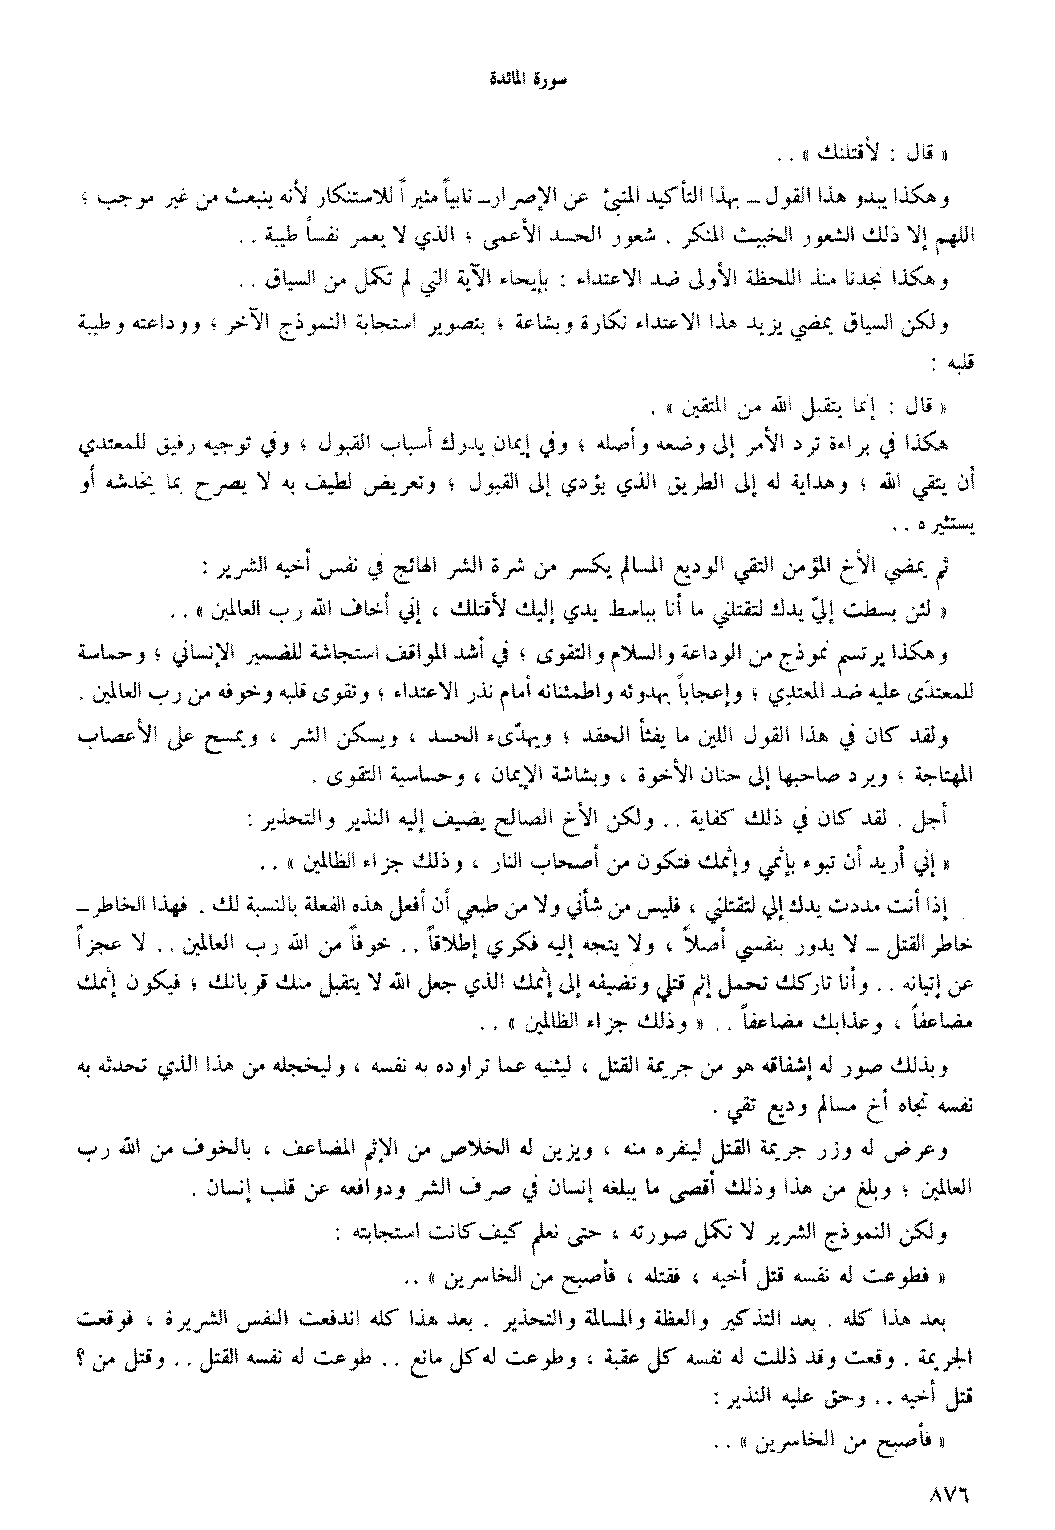 سورة المائدة
« قال : لأقتلنك » . .
وهكذا يبدو هذا القول – بهذا التأكيد المنبئ عن الإصرار – نابياً مثيراً للاستنكار لأنه ينبعث من غير موجب ؛
اللهم إلا ذلك الشعور الخبيث المنكر . شعور الحسد الأعمى ؛ الذي لا يعمر نفساً طيبة . .
وهكذا نجدنا منذ اللحظة الأولى ضد الاعتداء : بإيحاء الآية التي لم تكمل من السياق . .
ولكن السياق يمضي يزيد هذا الاعتداء نكارة وبشاعة ؛ بتصوير استجابة النموذج الآخر ؛ ووداعته وطيبة
قلبه :
« قال : إنما يتقبل الله من المتقين » .
هكذا في براءة ترد الأمر إلى وضعه وأصله ؛ وفي إيمان يدرك أسباب القبول ؛ وفي توجيه رفيق للمعتدي
أن يتقي الله ؛ وهداية له إلى الطريق الذي يؤدي إلى القبول ؛ وتعريض لطيف به لا يصرح بما يخدشه أو
يستثيره . .
ثم يمضي الأخ المؤمن التقي الوديع المسالم يكسر من شرة الشر الهائج في نفس أخيه الشرير :
« لئن بسطت إليّ يدك لتقتلني ما أنا بباسط يدي إليك لأقتلك ، إني أخاف الله رب العالمين » . .
وهكذا يرتسم نموذج من الوداعة والسلام والتقوى ؛ في أشد المواقف استجاشة للضمير الإنساني ؛ وحماسة
للمعتدَى عليه ضد المعتدِي ؛ وإعجاباً بهدوئه واطمئنانه أمام نذر الاعتداء ؛ وتقوى قلبه وخوفه من رب العالمين .
ولقد كان في هذا القول اللين ما يفثأ الحقد ؛ ويهدّىء الحسد ، ويسكن الشر ، ويمسح على الأعصاب
المهتاجة ؛ ويرد صاحبها إلى حنان الأخوة ، وبشاشة الإيمان ، وحساسية التقوى .
أجل . لقد كان في ذلك كفاية . . ولكن الأخ الصالح يضيف إليه النذير والتحذير :
« إني أريد أن تبوء بإثمي وإثمك فتكون من أصحاب النار ، وذلك جزاء الظالمين » . .
إذا أنت مددت يدك إلي لتقتلني ، فليس من شأني ولا من طبعي أن أفعل هذه الفعلة بالنسبة لك . فهذا الخاطر –
خاطر القتل – لا يدور بنفسي أصلاً ، ولا يتجه إليه فكري إطلاقاً . . خوفاً من الله رب العالمين . . لا عجزاً
عن إتيانه . . وأنا تاركك تحمل إثم قتلي وتضيفه إلى إثمك الذي جعل الله لا يتقبل منك قربانك ؛ فيكون إثمك
مضاعفاً ، وعذابك مضاعفاً . . « وذلك جزاء الظالمين » . .
وبذلك صور له إشفاقه هو من جريمة القتل ، ليثنيه عما تراوده به نفسه ، وليخجله من هذا الذي تحدثه به
نفسه تجاه أخ مسالم وديع تقي .
وعرض له وزر جريمة القتل لينفره منه ، ويزين له الخلاص من الإثم المضاعف ، بالخوف من الله رب
العالمين ؛ وبلغ من هذا وذلك أقصى ما يبلغه إنسان في صرف الشر ودوافعه عن قلب إنسان .
ولكن النموذج الشرير لا تكمل صورته ، حتى نعلم كيف كانت استجابته :
« فطوعت له نفسه قتل أخيه ، فقتله ، فأصبح من الخاسرين » . .
بعد هذا كله . بعد التذكير والعظة والمسالمة والتحذير . بعد هذا كله اندفعت النفس الشريرة ، فوقعت
الجريمة . وقعت وقد ذللت له نفسه كل عقبة ، وطوعت له كل مانع . . طوعت له نفسه القتل . . وقتل من ؟
قتل أخيه . . وحق عليه النذير :
« فأصبح من الخاسرين » . .
٨٧٦